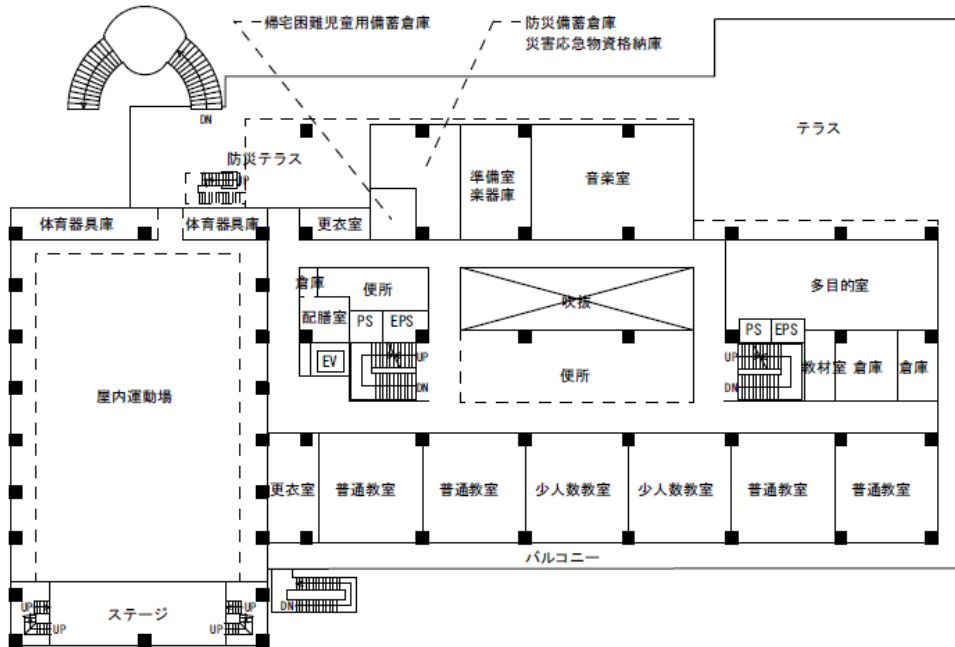 帰宅困難児童用備蓄倉庫
防災備蓄倉庫
災害応急物資格納庫
DN
テラス
防災テラス
UP
準備室
楽器庫
音楽室
体育器具庫
体育器具庫
更衣室
倉庫
便所
吹抜
多目的室
配膳室
PS
EPS
PS
EPS
EV
UP
DN
便所
UP
DN
教材室
倉庫
倉庫
屋内運動場
更衣室
普通教室
普通教室
少人数教室
少人数教室
普通教室
普通教室
バルコニー
DN
UP
UP
ステージ
UP
UP